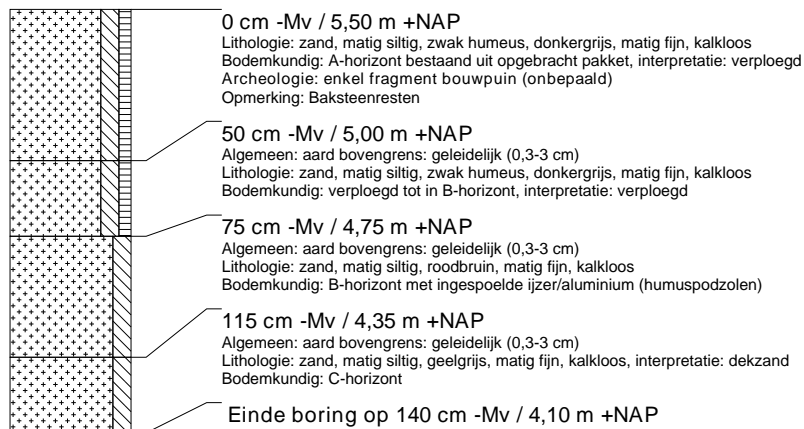 0 cm -Mv / 5,50 m +NAP
Lithologie: zand, matig siltig, zwak humeus, donkergrijs, matig fijn, kalkloos
Bodemkundig: A-horizont bestaand uit opgebracht pakket, interpretatie: verploegd
Archeologie: enkel fragment bouwpuin (onbepaald)
Opmerking: Baksteenresten
50 cm -Mv / 5,00 m +NAP
Algemeen: aard bovengrens: geleidelijk (0,3-3 cm)
Lithologie: zand, matig siltig, zwak humeus, donkergrijs, matig fijn, kalkloos
Bodemkundig: verploegd tot in B-horizont, interpretatie: verploegd
75 cm -Mv / 4,75 m +NAP
Algemeen: aard bovengrens: geleidelijk (0,3-3 cm)
Lithologie: zand, matig siltig, roodbruin, matig fijn, kalkloos
Bodemkundig: B-horizont met ingespoelde ijzer/aluminium (humuspodzolen)
115 cm -Mv / 4,35 m +NAP
Algemeen: aard bovengrens: geleidelijk (0,3-3 cm)
Lithologie: zand, matig siltig, geelgrijs, matig fijn, kalkloos, interpretatie: dekzand
Bodemkundig: C-horizont
Einde boring op 140 cm -Mv / 4,10 m +NAP